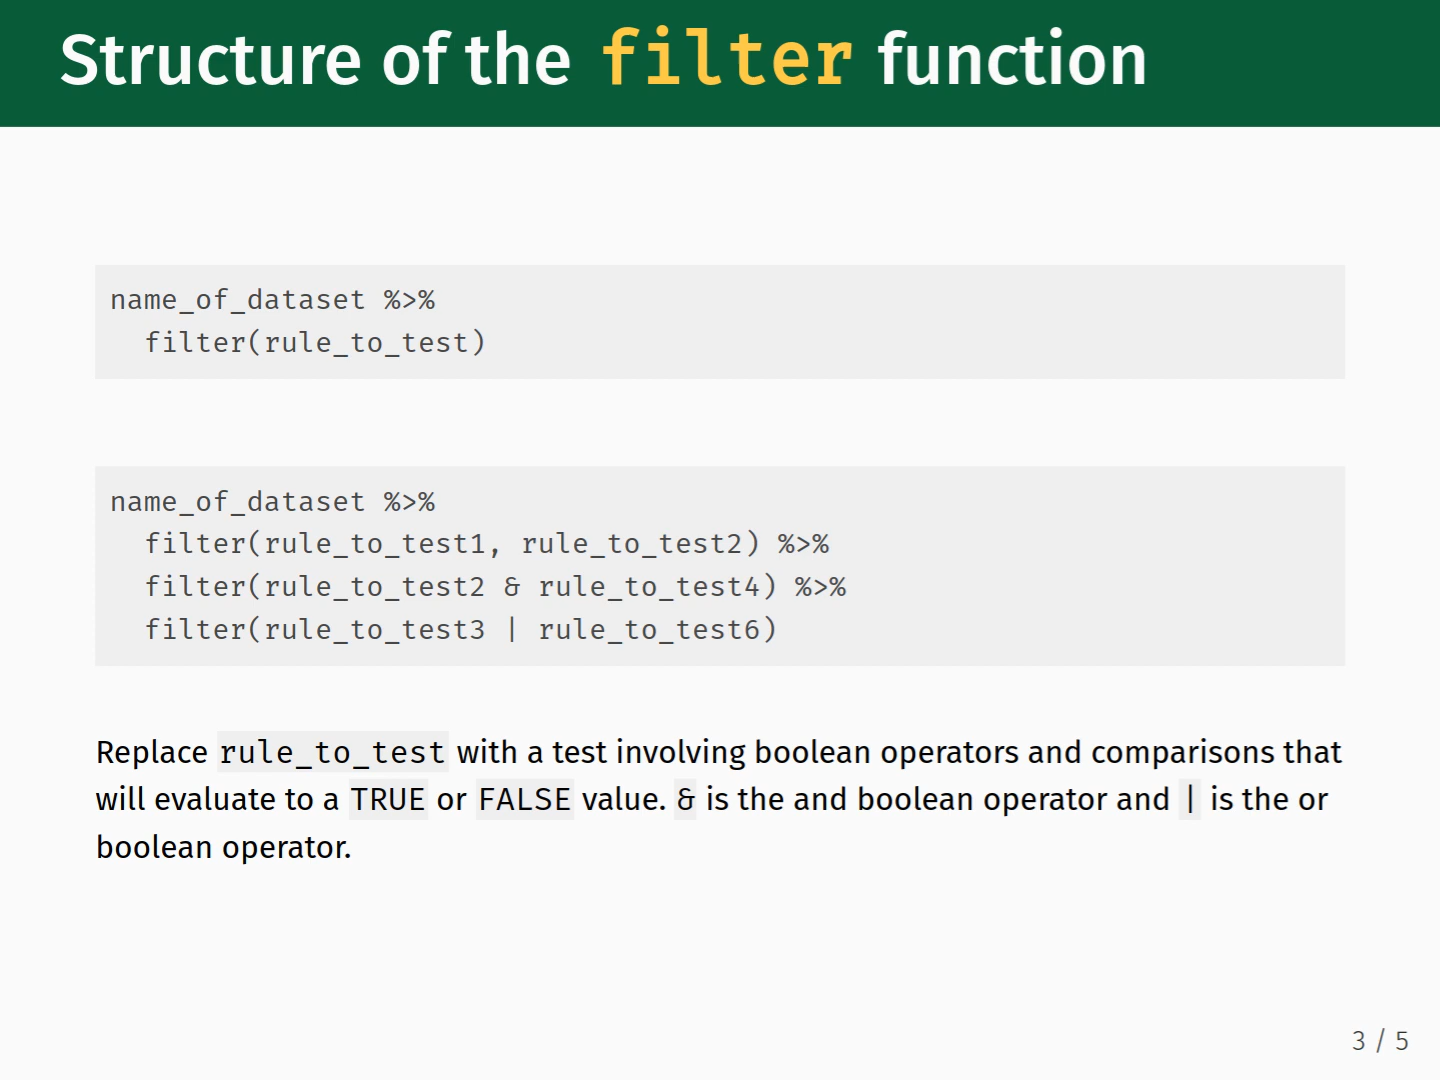 Structure of the filter function
name_of_dataset %>%
  filter(rule_to_test)
name_of_dataset %>%
  filter(rule_to_test1, rule_to_test2) %>%
  filter(rule_to_test2 & rule_to_test4) %>%
  filter(rule_to_test3 | rule_to_test6)
Replace rule_to_test with a test involving boolean operators and comparisons that
will evaluate to a TRUE or FALSE value. & is the and boolean operator and | is the or
boolean operator.
3 / 5